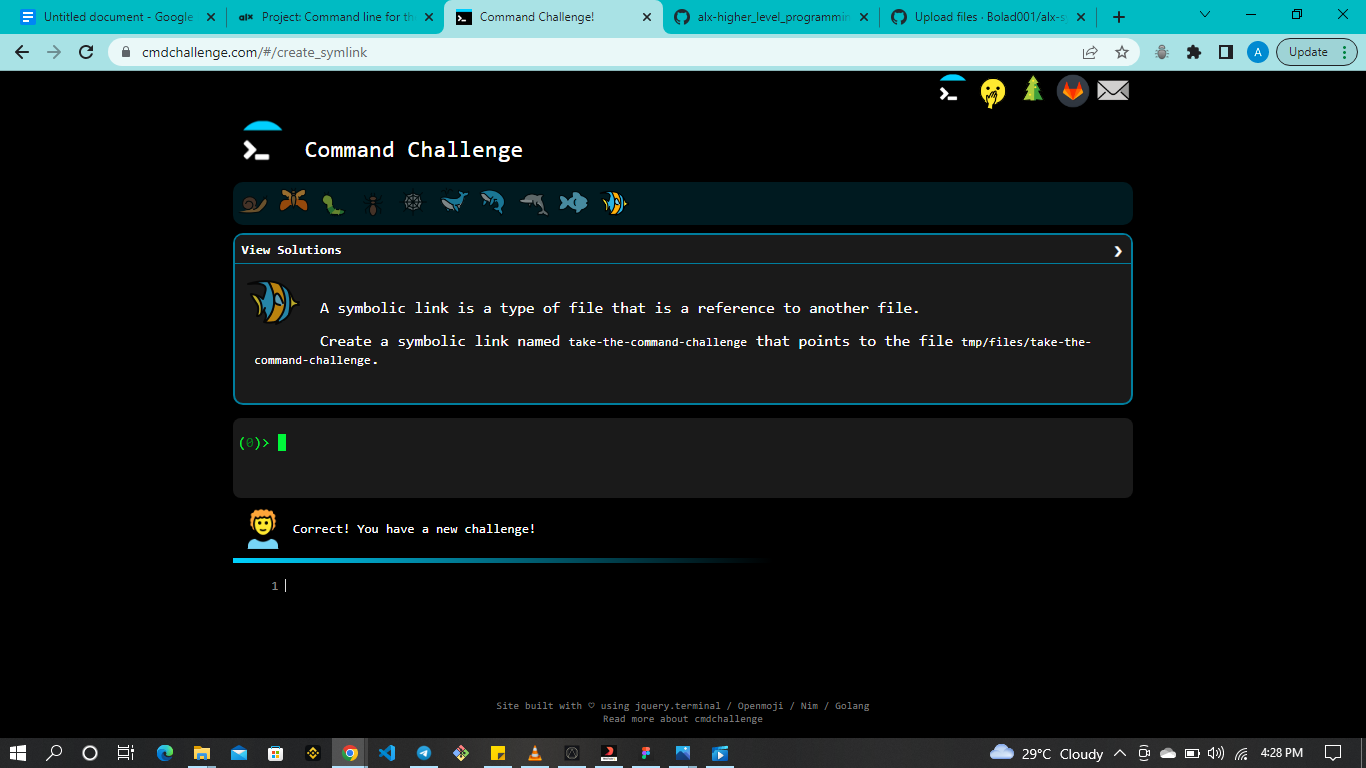 Untitled document - Google
Project: Command line for th
Command Challenge!
alx-higher_level_programmin
Upload files · Bolad001/alx-s
cmdchallenge.com/#/create_symlink
A
Update
Command Challenge
View Solutions
A symbolic link is a type of file that is a reference to another file.
Create a symbolic link named take-the-command-challenge that points to the file tmp/files/take-the-
command-challenge.
(0)>
Correct! You have a new challenge!
1
Site built with ♡ using jquery.terminal / Openmoji / Nim / Golang
Read more about cmdchallenge
29°C Cloudy
4:28 PM